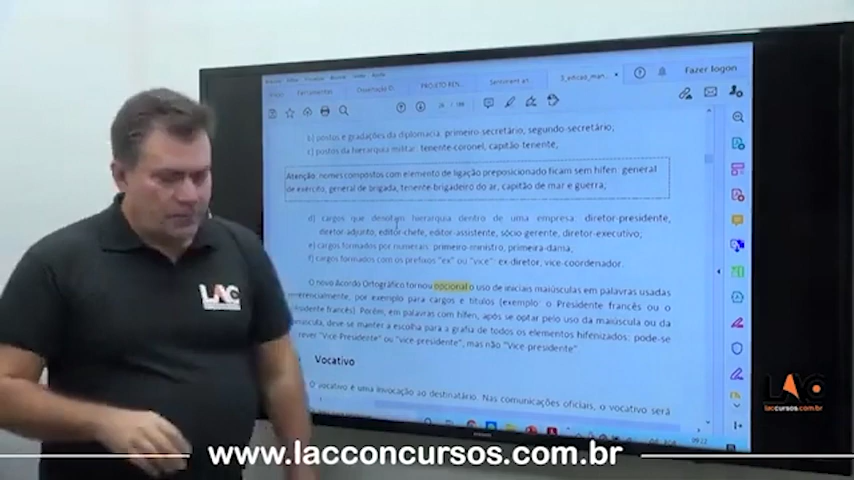 Fazer logon
Ferramentas
PROJETO
b) postos e gradações da diplomacia: primeiro-secretário, segundo-secretário;
c) postos da hierarquia militar: tenente-coronel, capitão-tenente;
Atenção: nomes compostos com elemento de ligação preposicionado ficam sem hífen: general
de exército, general de brigada, tenente-brigadeiro do ar, capitão de mar e guerra;
d) cargos que denotam hierarquia dentro de uma empresa: diretor-presidente,
diretor-adjunto, editor-chefe, editor-assistente, sócio-gerente, diretor-executivo;
e) cargos formados por numerais: primeiro-ministro, primeira-dama;
f) cargos formados com os prefixos "ex" ou "vice": ex-diretor, vice-coordenador.
O novo Acordo Ortográfico tornou opcional o uso de iniciais maiúsculas em palavras usadas
reverencialmente, por exemplo para cargos e títulos (exemplo: o Presidente francês ou o
presidente francês). Porém, em palavras com hífen, após se optar pelo uso da maiúscula ou da
minúscula, deve-se manter a escolha para a grafia de todos os elementos hifenizados: pode-se
"Vice-Presidente" ou "vice-presidente", mas não "Vice-presidente"
Vocativo
O vocativo é uma invocação ao destinatário. Nas comunicações oficiais, o vocativo será
09:12
LAC
LAC
laccursos.com.br
www.lacconcursos.com.br